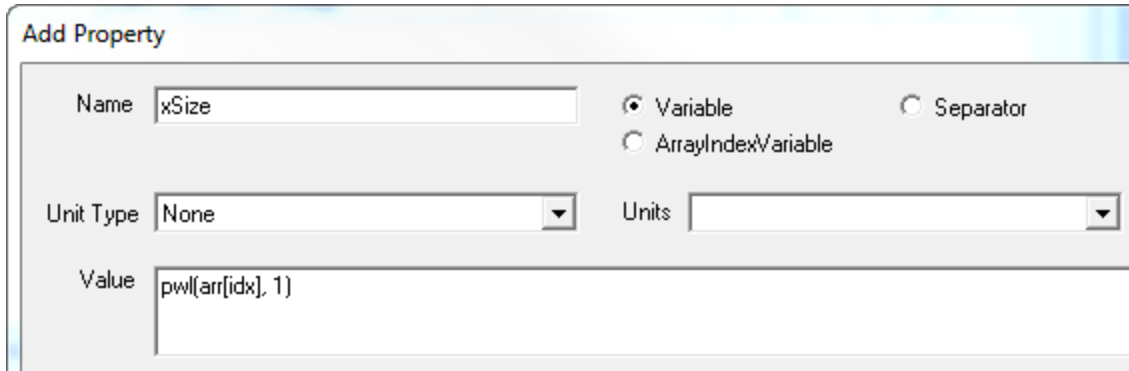 Add Property
Name xSize Variable Separator
ArrayIndexVariable
Unit Type None Units
Value pwl(arr[idx], 1)